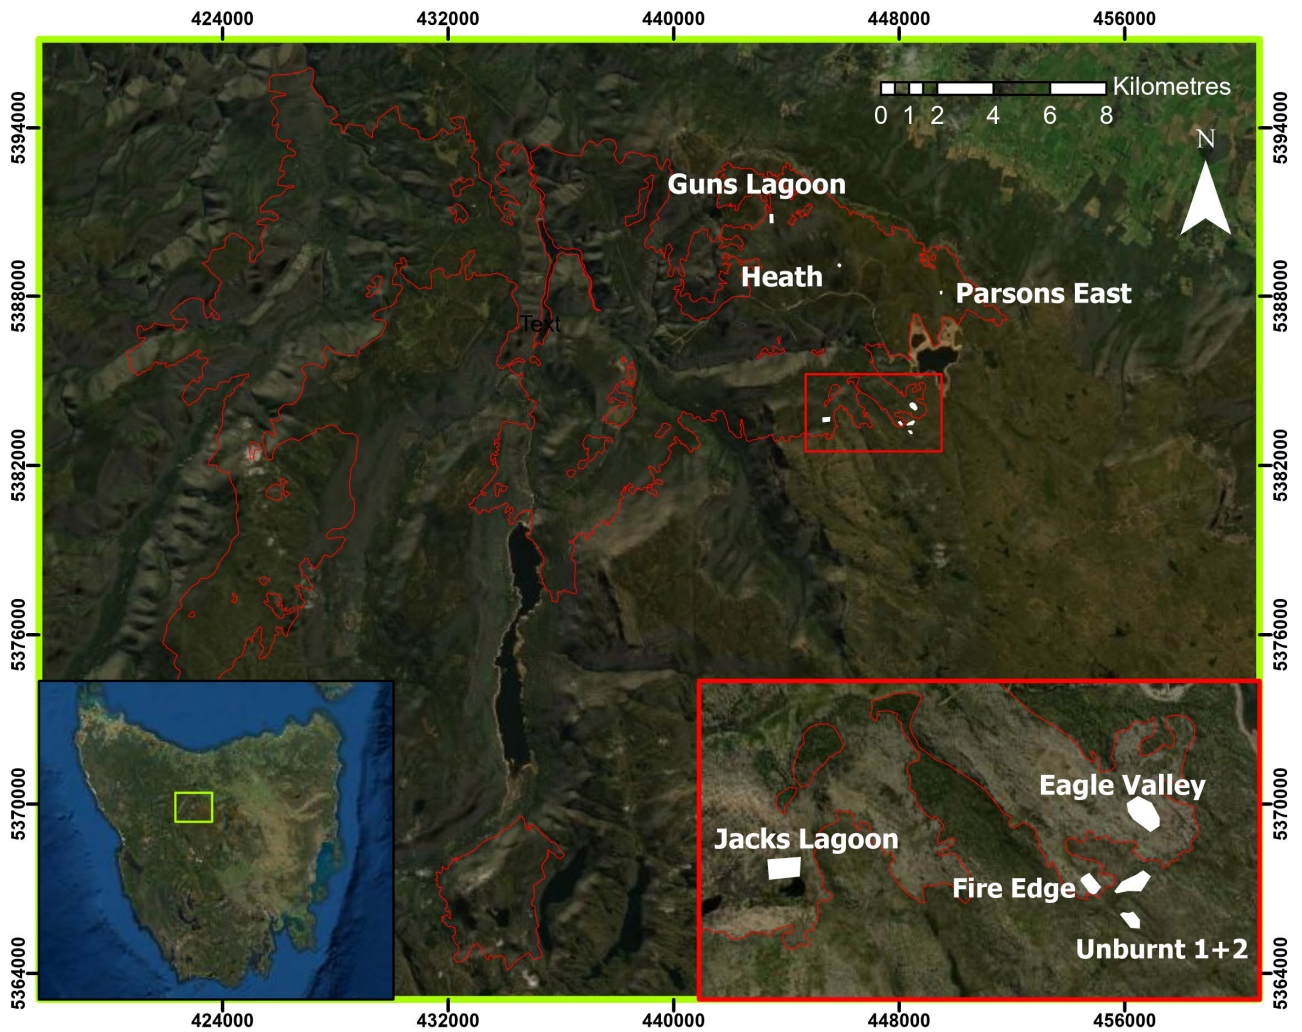 424000 432000 440000 448000 456000
Kilometres
0 1 2 4 6 8
N
5394000 5394000
Guns Lagoon
Heath
Parsons East
5388000 5388000
Text
5382000 5382000
5376000 5376000
Eagle Valley
5370000 5370000
Jacks Lagoon
Fire Edge
Unburnt 1+2
5364000 5364000
424000 432000 440000 448000 456000